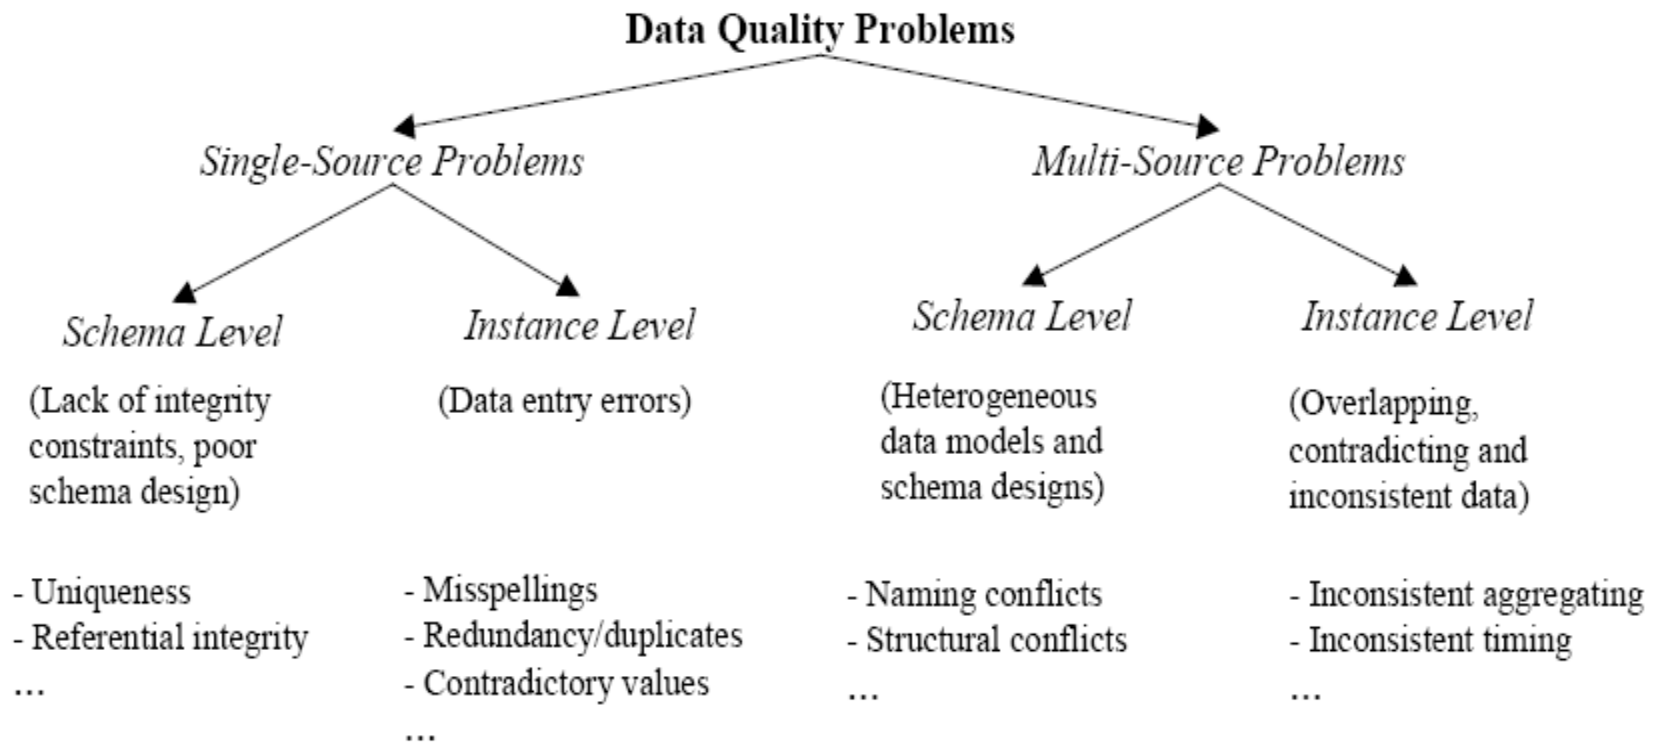 Data Quality Problems
Single-Source Problems
Multi-Source Problems
Schema Level
Instance Level
Schema Level
Instance Level
(Lack of integrity
constraints, poor
schema design)
(Data entry errors)
(Heterogeneous
data models and
schema designs)
(Overlapping,
contradicting and
inconsistent data)
- Uniqueness
- Referential integrity
...
- Misspellings
- Redundancy/duplicates
- Contradictory values
...
- Naming conflicts
- Structural conflicts
...
- Inconsistent aggregating
- Inconsistent timing
...